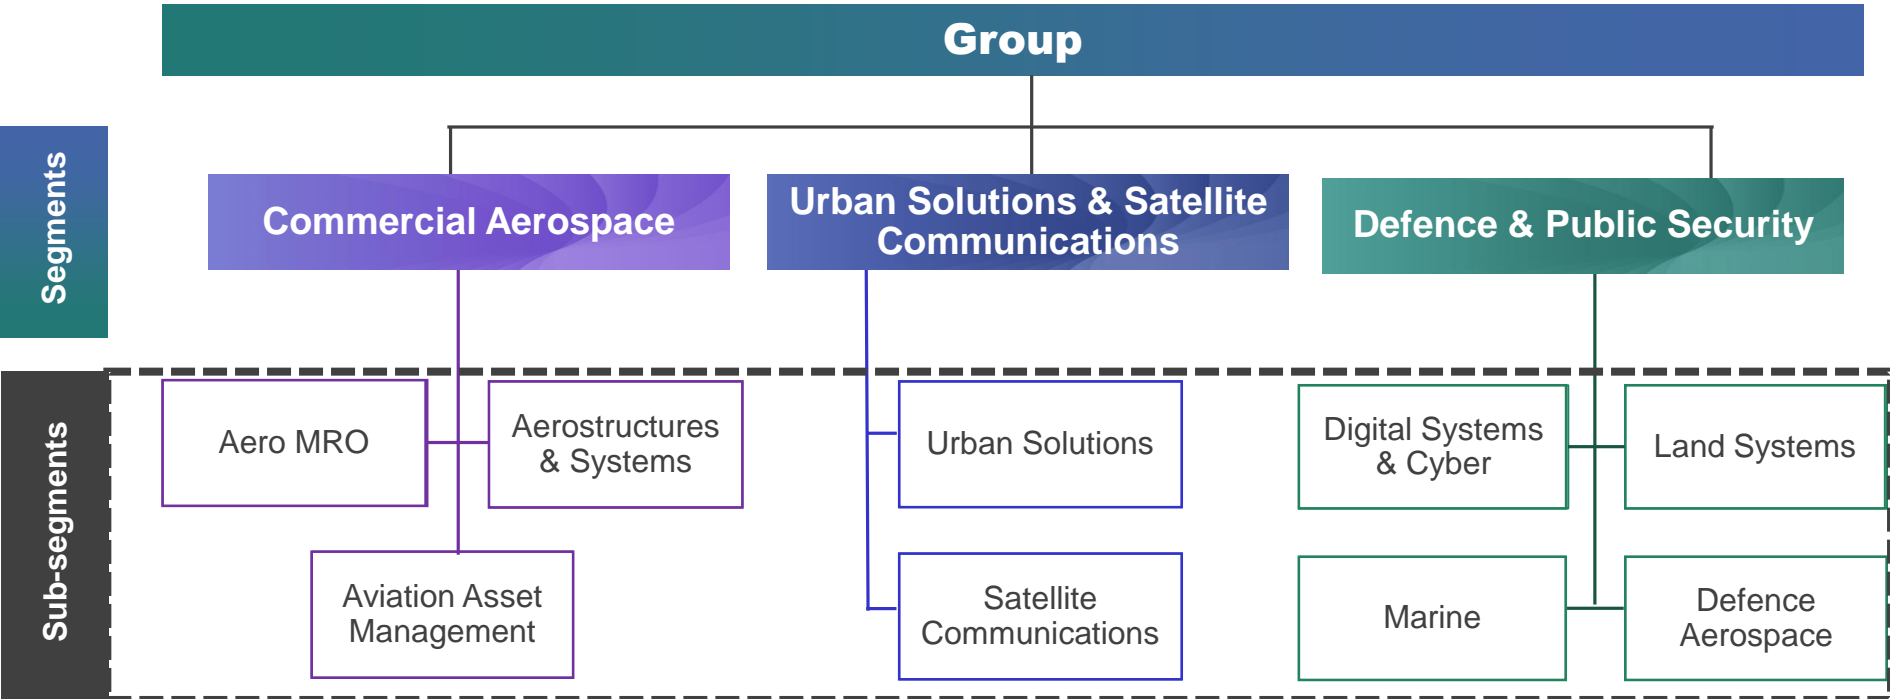 Group
Segments
Commercial Aerospace
Urban Solutions & Satellite
Communications
Defence & Public Security
Sub-segments
Aero MRO
Aerostructures
& Systems
Aviation Asset
Management
Urban Solutions
Satellite
Communications
Digital Systems
& Cyber
Land Systems
Marine
Defence
Aerospace